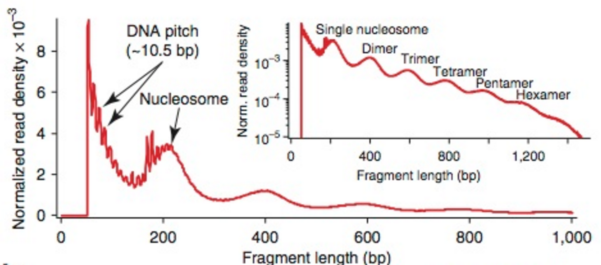 Normalized read density × 10⁻³
8
6
4
2
0
DNA pitch
(~10.5 bp)
Nucleosome
0
200
400
600
800
1,000
Fragment length (bp)
Norm. read density
10⁻³
10⁻⁴
10⁻⁵
Single nucleosome
Dimer
Trimer
Tetramer
Pentamer
Hexamer
0
400
800
1,200
Fragment length (bp)